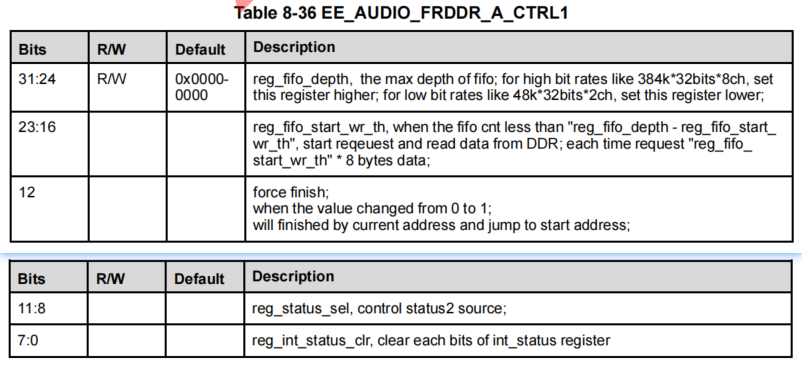 Table 8-36 EE_AUDIO_FRDDR_A_CTRL1
Bits R/W Default Description
31:24 R/W 0x0000- reg_fifo_depth, the max depth of fifo; for high bit rates like 384k*32bits*8ch, set
0000 this register higher; for low bit rates like 48k*32bits*2ch, set this register lower;
23:16 reg_fifo_start_wr_th, when the fifo cnt less than "reg_fifo_depth - reg_fifo_start_
wr_th", start reqeuest and read data from DDR; each time request "reg_fifo_
start_wr_th" * 8 bytes data;
12 force finish;
when the value changed from 0 to 1;
will finished by current address and jump to start address;
Bits R/W Default Description
11:8 reg_status_sel, control status2 source;
7:0 reg_int_status_clr, clear each bits of int_status register